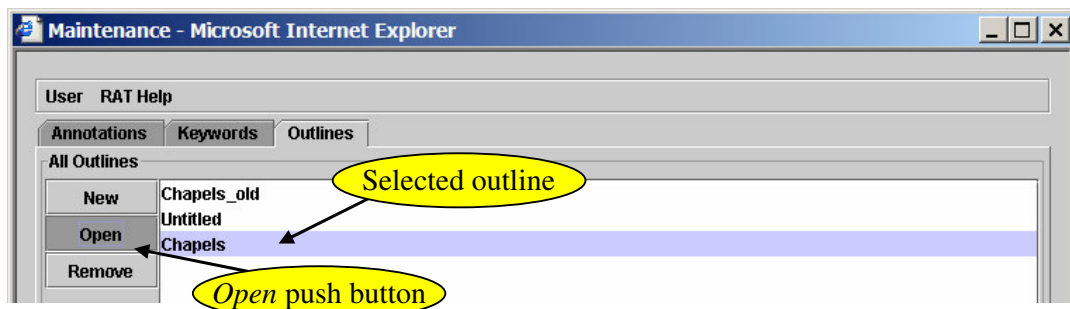 Maintenance - Microsoft Internet Explorer
User RAT Help
Annotations Keywords Outlines
All Outlines
New
Open
Remove
Chapels_old
Untitled
Chapels
Selected outline
Open push button